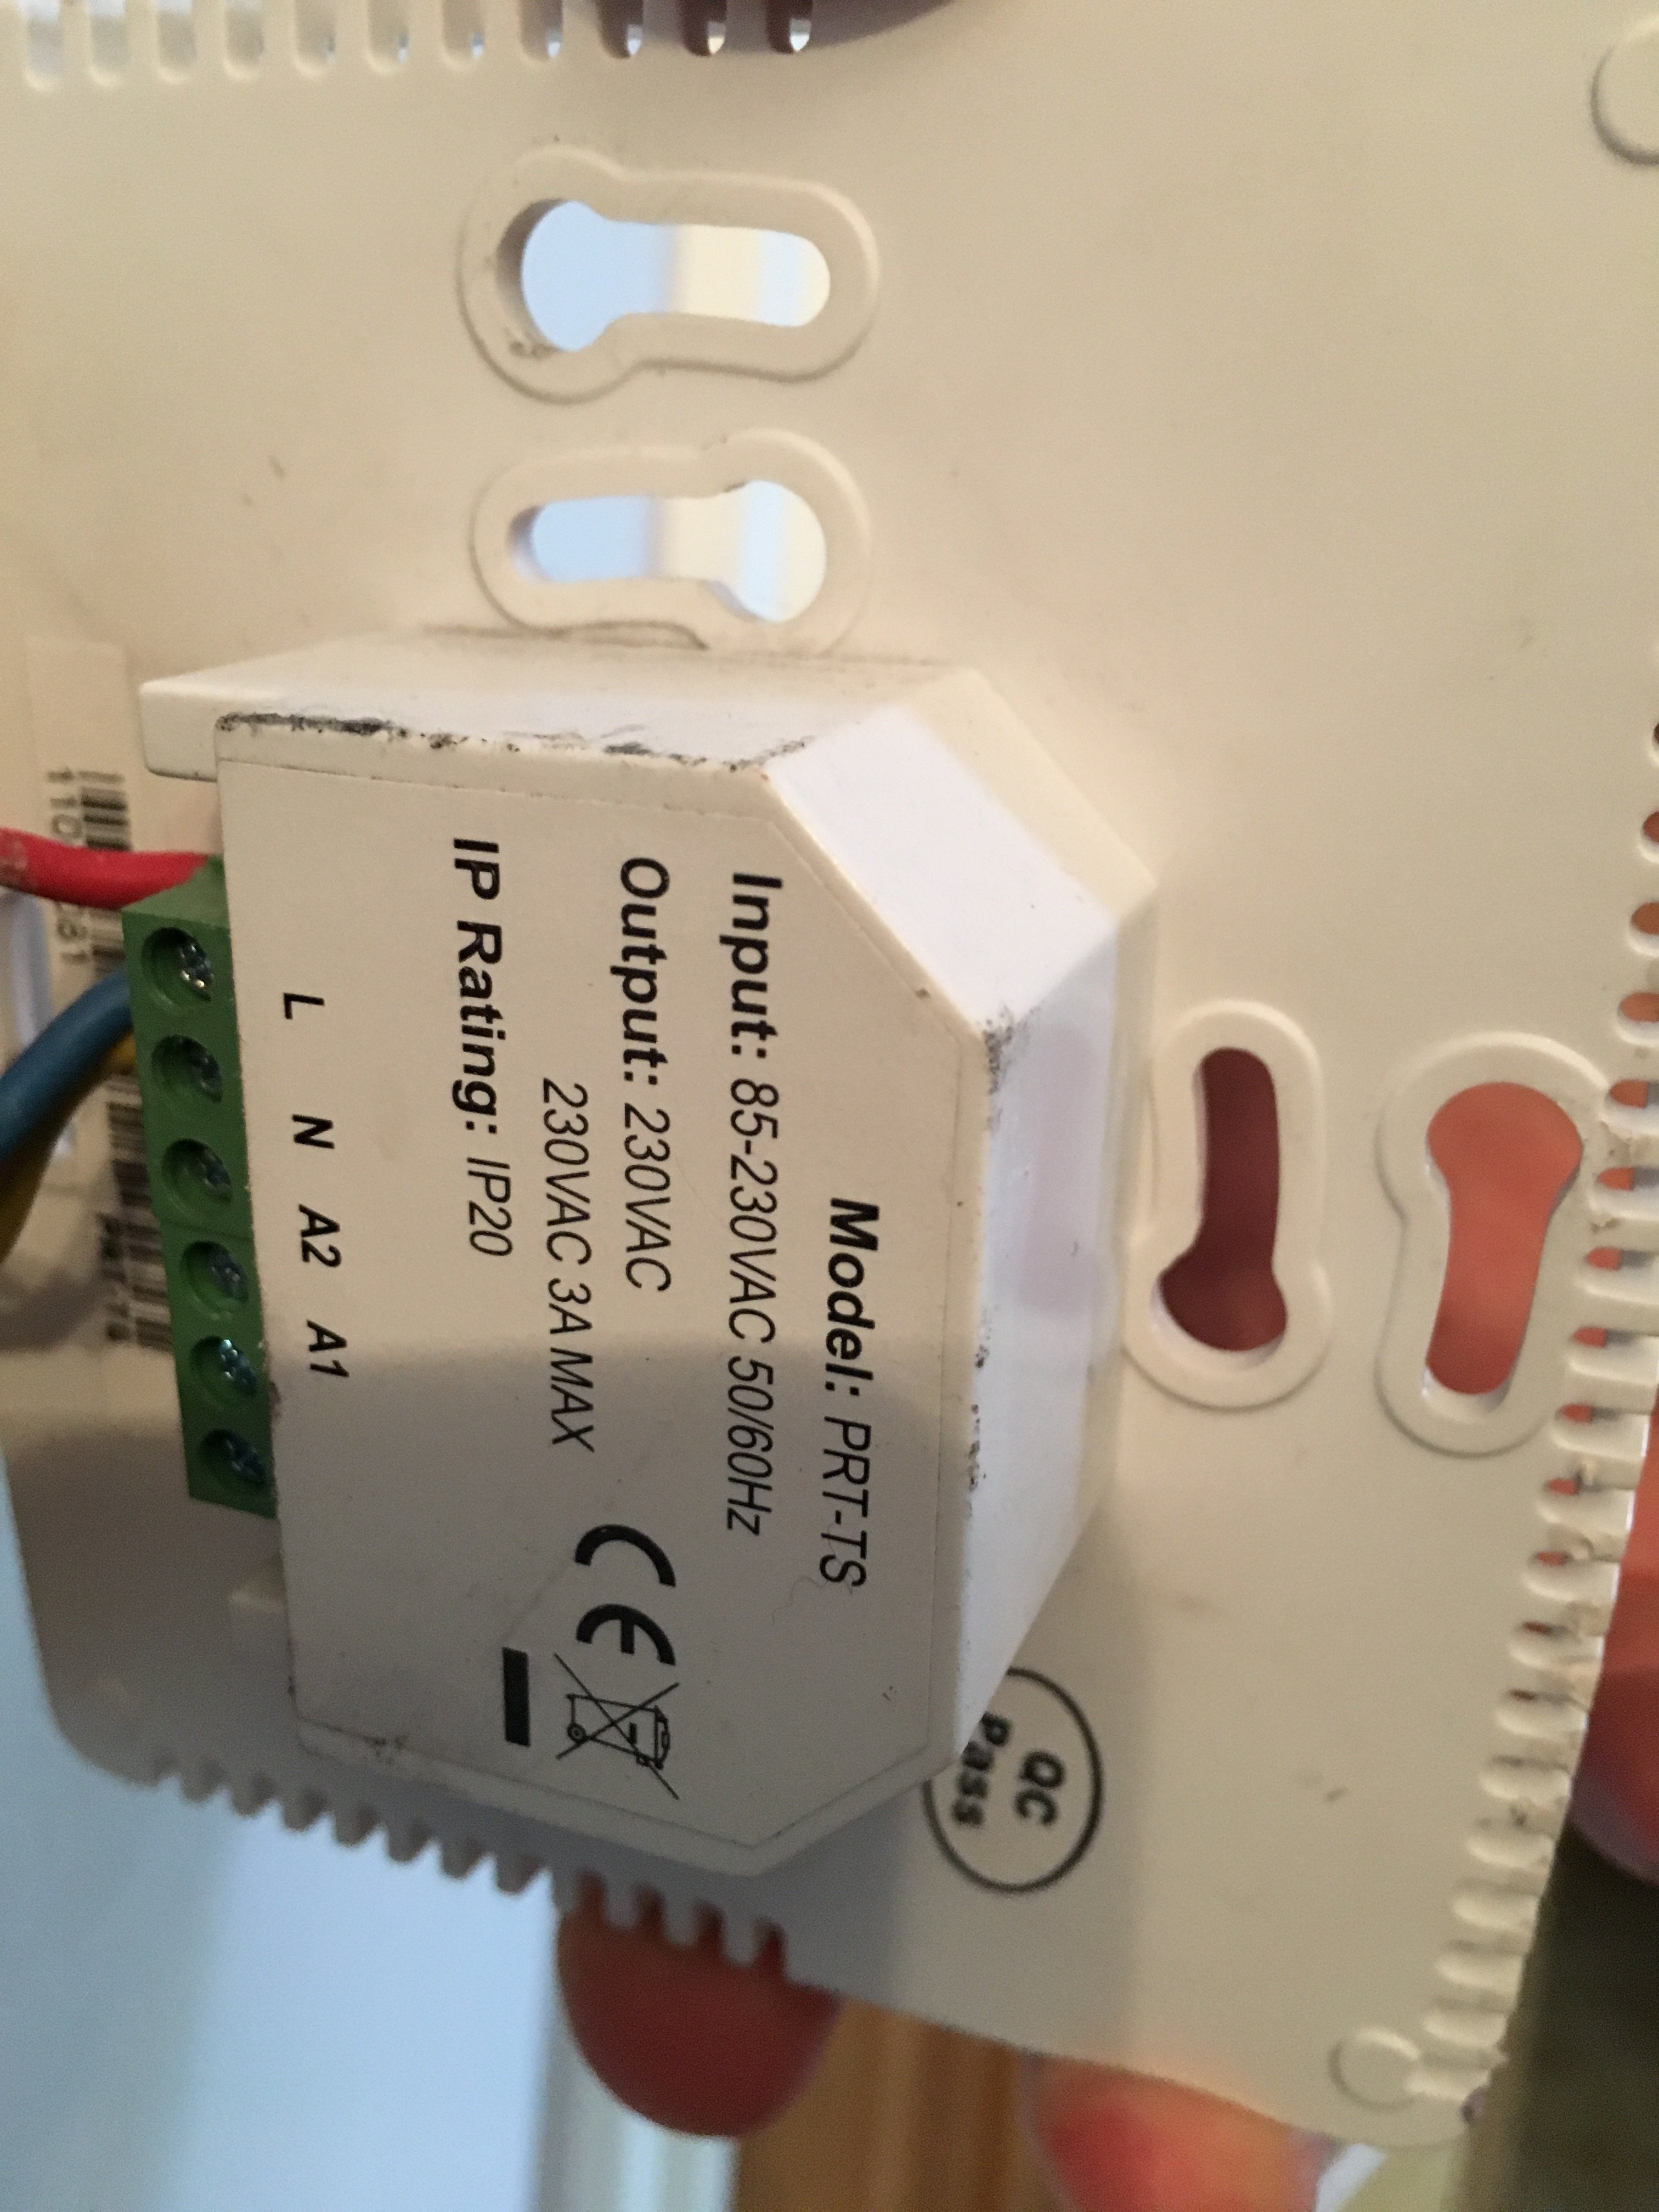 Model: PRT-TS
Input: 85-230VAC 50/60Hz
Output: 230VAC
230VAC 3A MAX
IP Rating: IP20
CE
L N A2 A1
QC
Pass